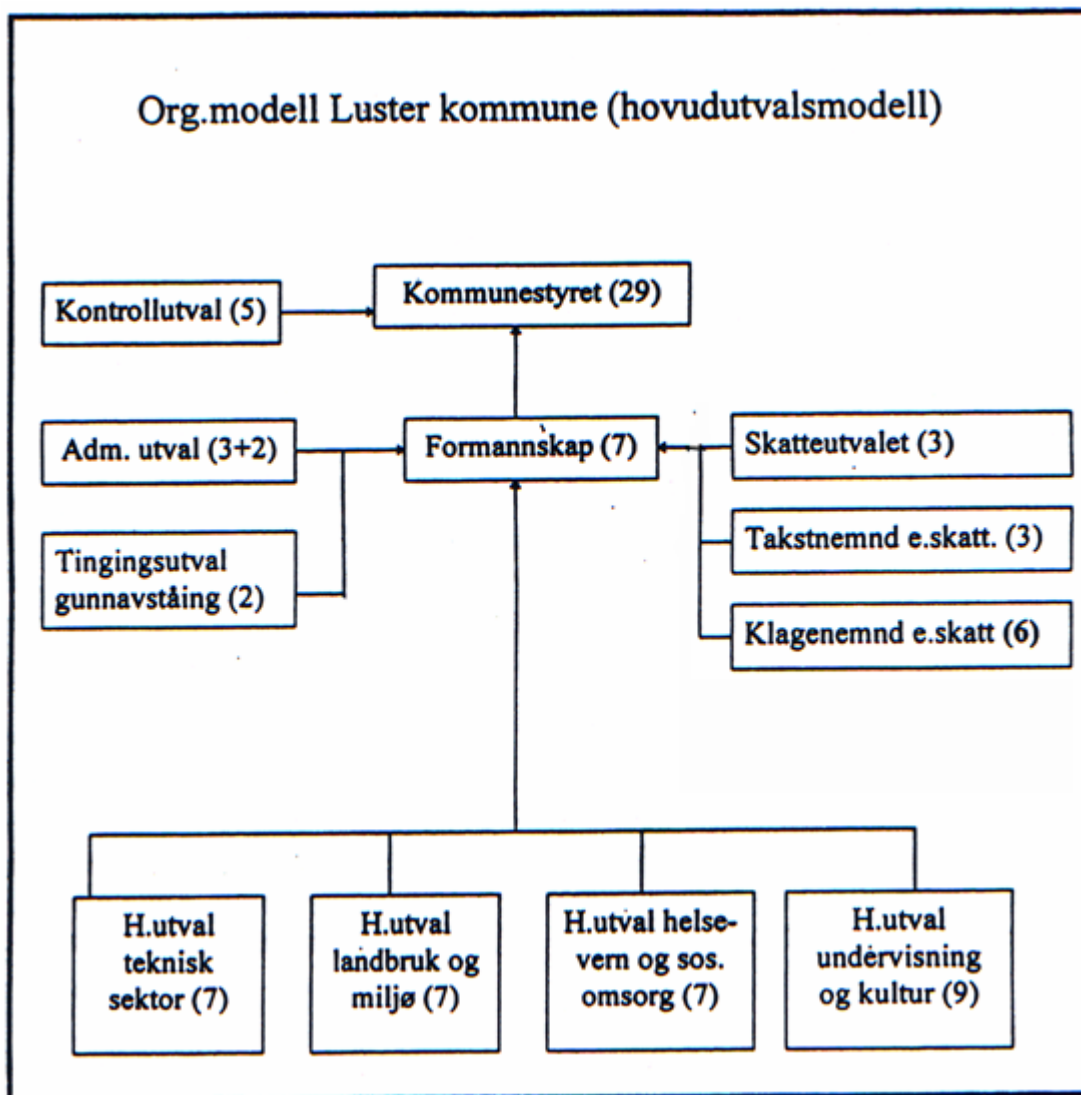 Org.modell Luster kommune (hovudutvalsmodell)
Kontrollutval (5)
Kommunestyret (29)
Adm. utval (3+2)
Formannskap (7)
Skatteutvalet (3)
Tingingsutval
gunnavståing (2)
Takstnemnd e.skatt. (3)
Klagenemnd e.skatt (6)
H.utval
teknisk
sektor (7)
H.utval
landbruk og
miljø (7)
H.utval helse-
vern og sos.
omsorg (7)
H.utval
undervisning
og kultur (9)